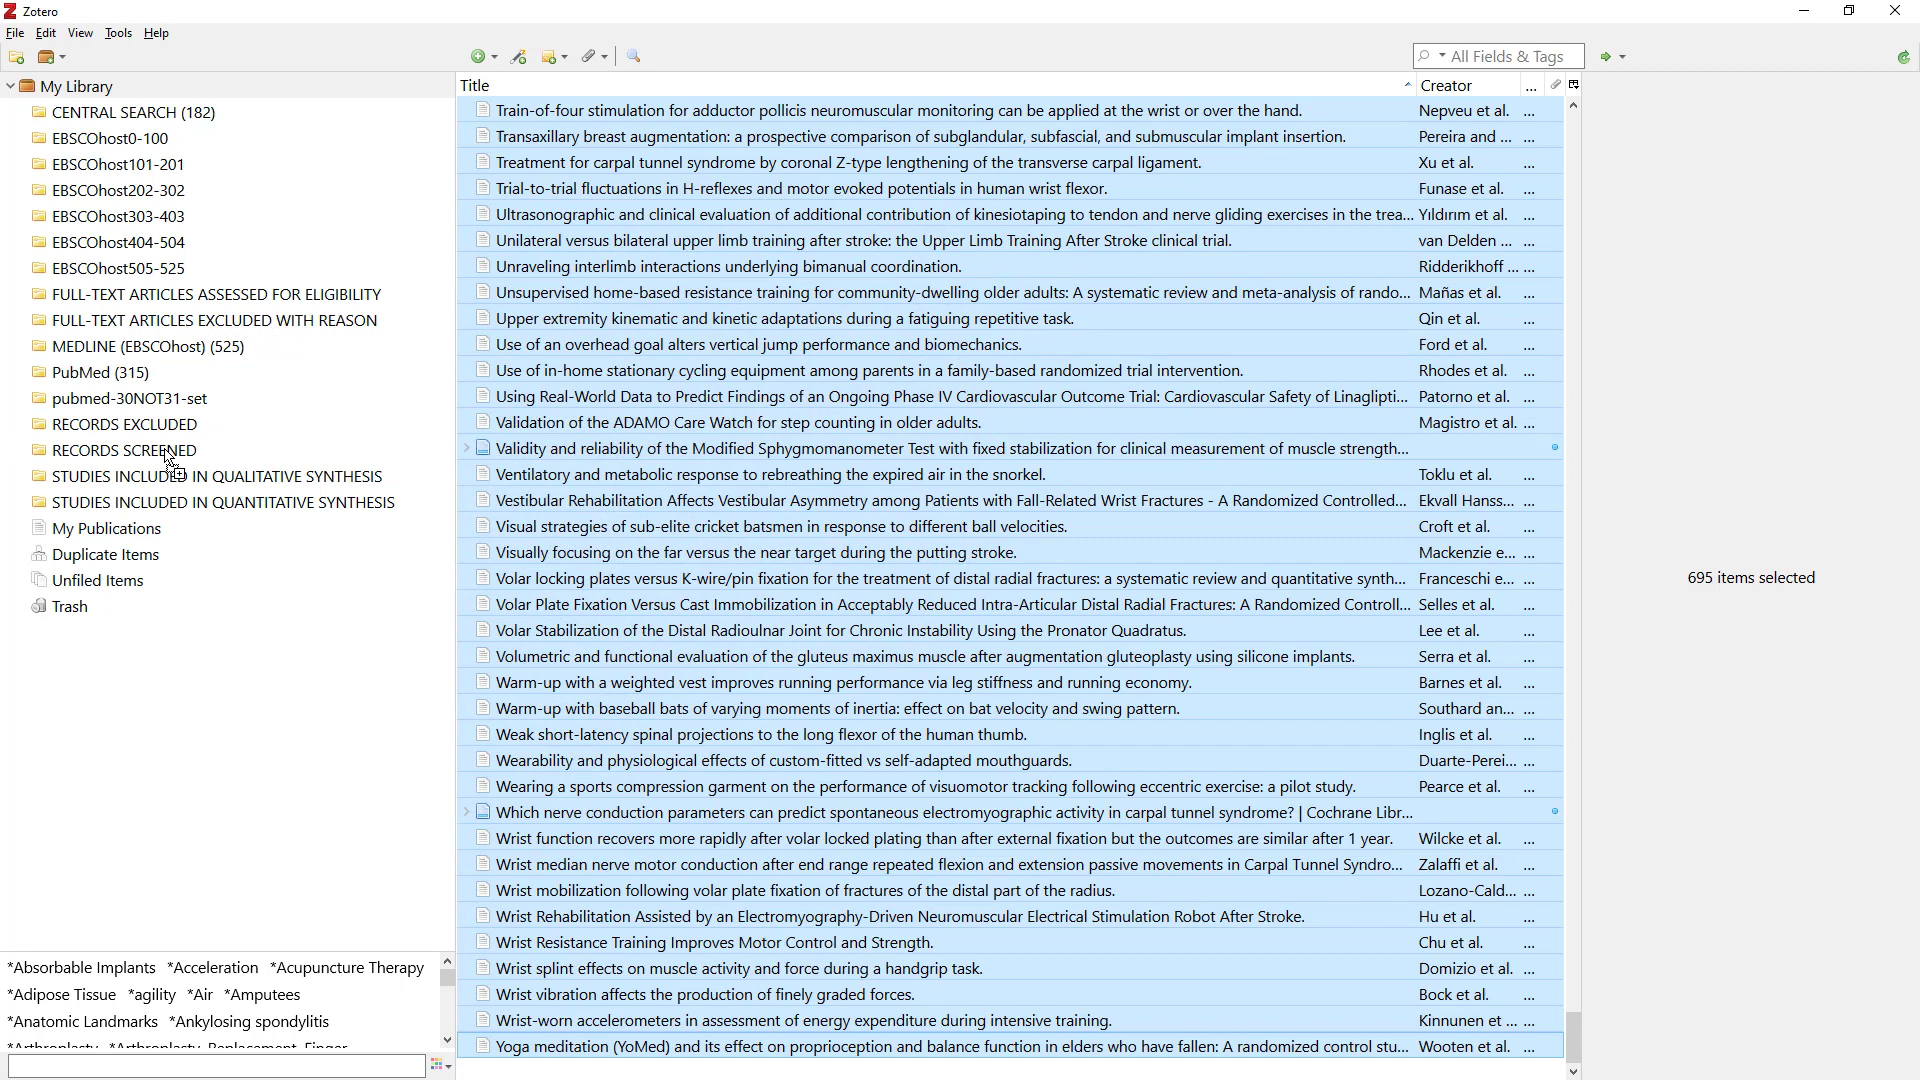 Zotero
File Edit View Tools Help
All Fields & Tags
My Library
CENTRAL SEARCH (182)
EBSCOhost0-100
EBSCOhost101-201
EBSCOhost202-302
EBSCOhost303-403
EBSCOhost404-504
EBSCOhost505-525
FULL-TEXT ARTICLES ASSESSED FOR ELIGIBILITY
FULL-TEXT ARTICLES EXCLUDED WITH REASON
MEDLINE (EBSCOhost) (525)
PubMed (315)
pubmed-30NOT31-set
RECORDS EXCLUDED
RECORDS SCREENED
STUDIES INCLUDED IN QUALITATIVE SYNTHESIS
STUDIES INCLUDED IN QUANTITATIVE SYNTHESIS
My Publications
Duplicate Items
Unfiled Items
Trash
*Absorbable Implants *Acceleration *Acupuncture Therapy
*Adipose Tissue *agility *Air *Amputees
*Anatomic Landmarks *Ankylosing spondylitis
*Arthroplasty *Arthroplasty, Replacement, Finger
Title Creator ...
Train-of-four stimulation for adductor pollicis neuromuscular monitoring can be applied at the wrist or over the hand. Nepveu et al. ...
Transaxillary breast augmentation: a prospective comparison of subglandular, subfascial, and submuscular implant insertion. Pereira and ... ...
Treatment for carpal tunnel syndrome by coronal Z-type lengthening of the transverse carpal ligament. Xu et al. ...
Trial-to-trial fluctuations in H-reflexes and motor evoked potentials in human wrist flexor. Funase et al. ...
Ultrasonographic and clinical evaluation of additional contribution of kinesiotaping to tendon and nerve gliding exercises in the trea... Yıldırım et al. ...
Unilateral versus bilateral upper limb training after stroke: the Upper Limb Training After Stroke clinical trial. van Delden ... ...
Unraveling interlimb interactions underlying bimanual coordination. Ridderikhoff ... ...
Unsupervised home-based resistance training for community-dwelling older adults: A systematic review and meta-analysis of rando... Mañas et al. ...
Upper extremity kinematic and kinetic adaptations during a fatiguing repetitive task. Qin et al. ...
Use of an overhead goal alters vertical jump performance and biomechanics. Ford et al. ...
Use of in-home stationary cycling equipment among parents in a family-based randomized trial intervention. Rhodes et al. ...
Using Real-World Data to Predict Findings of an Ongoing Phase IV Cardiovascular Outcome Trial: Cardiovascular Safety of Linaglipti... Patorno et al. ...
Validation of the ADAMO Care Watch for step counting in older adults. Magistro et al. ...
Validity and reliability of the Modified Sphygmomanometer Test with fixed stabilization for clinical measurement of muscle strength...
Ventilatory and metabolic response to rebreathing the expired air in the snorkel. Toklu et al. ...
Vestibular Rehabilitation Affects Vestibular Asymmetry among Patients with Fall-Related Wrist Fractures - A Randomized Controlled... Ekvall Hanss... ...
Visual strategies of sub-elite cricket batsmen in response to different ball velocities. Croft et al. ...
Visually focusing on the far versus the near target during the putting stroke. Mackenzie e... ...
Volar locking plates versus K-wire/pin fixation for the treatment of distal radial fractures: a systematic review and quantitative synth... Franceschi e... ...
Volar Plate Fixation Versus Cast Immobilization in Acceptably Reduced Intra-Articular Distal Radial Fractures: A Randomized Controll... Selles et al. ...
Volar Stabilization of the Distal Radioulnar Joint for Chronic Instability Using the Pronator Quadratus. Lee et al. ...
Volumetric and functional evaluation of the gluteus maximus muscle after augmentation gluteoplasty using silicone implants. Serra et al. ...
Warm-up with a weighted vest improves running performance via leg stiffness and running economy. Barnes et al. ...
Warm-up with baseball bats of varying moments of inertia: effect on bat velocity and swing pattern. Southard an... ...
Weak short-latency spinal projections to the long flexor of the human thumb. Inglis et al. ...
Wearability and physiological effects of custom-fitted vs self-adapted mouthguards. Duarte-Perei... ...
Wearing a sports compression garment on the performance of visuomotor tracking following eccentric exercise: a pilot study. Pearce et al. ...
Which nerve conduction parameters can predict spontaneous electromyographic activity in carpal tunnel syndrome? | Cochrane Libr...
Wrist function recovers more rapidly after volar locked plating than after external fixation but the outcomes are similar after 1 year. Wilcke et al. ...
Wrist median nerve motor conduction after end range repeated flexion and extension passive movements in Carpal Tunnel Syndro... Zalaffi et al. ...
Wrist mobilization following volar plate fixation of fractures of the distal part of the radius. Lozano-Cald... ...
Wrist Rehabilitation Assisted by an Electromyography-Driven Neuromuscular Electrical Stimulation Robot After Stroke. Hu et al. ...
Wrist Resistance Training Improves Motor Control and Strength. Chu et al. ...
Wrist splint effects on muscle activity and force during a handgrip task. Domizio et al. ...
Wrist vibration affects the production of finely graded forces. Bock et al. ...
Wrist-worn accelerometers in assessment of energy expenditure during intensive training. Kinnunen et ... ...
Yoga meditation (YoMed) and its effect on proprioception and balance function in elders who have fallen: A randomized control stu... Wooten et al. ...
695 items selected